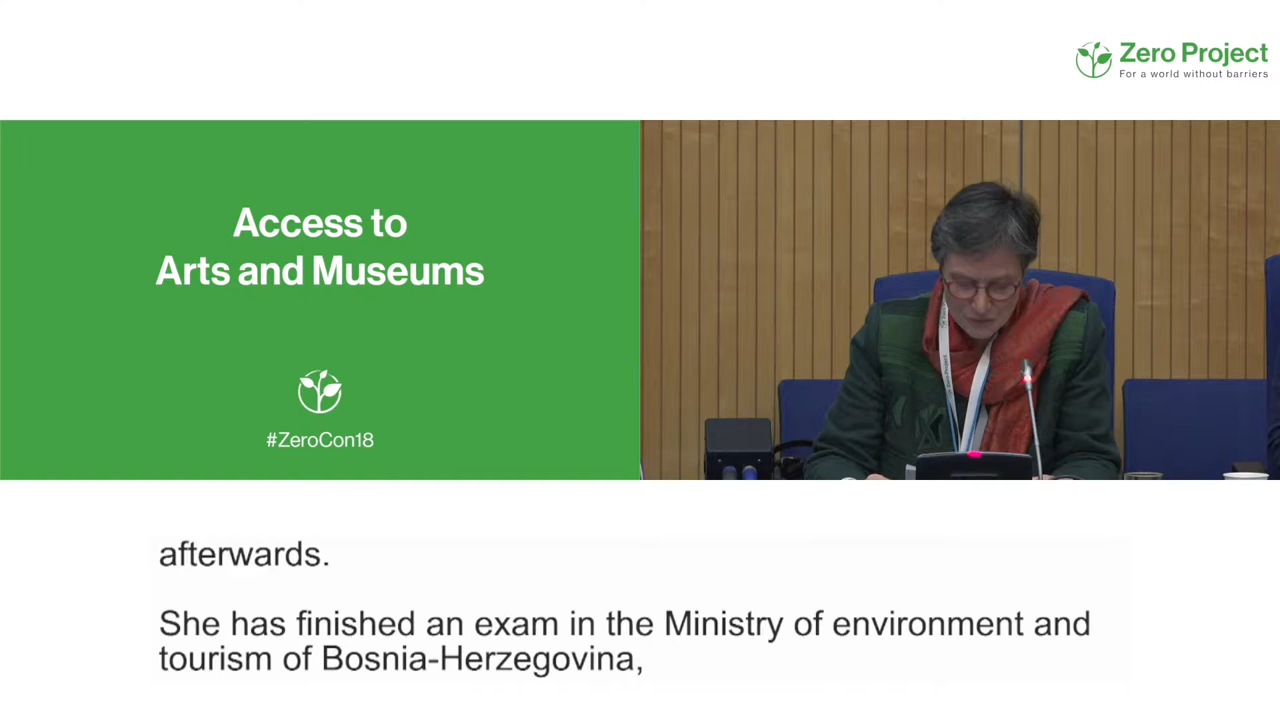 Zero Project
For a world without barriers
Access to
Arts and Museums
#ZeroCon18
afterwards.
She has finished an exam in the Ministry of environment and
tourism of Bosnia-Herzegovina,